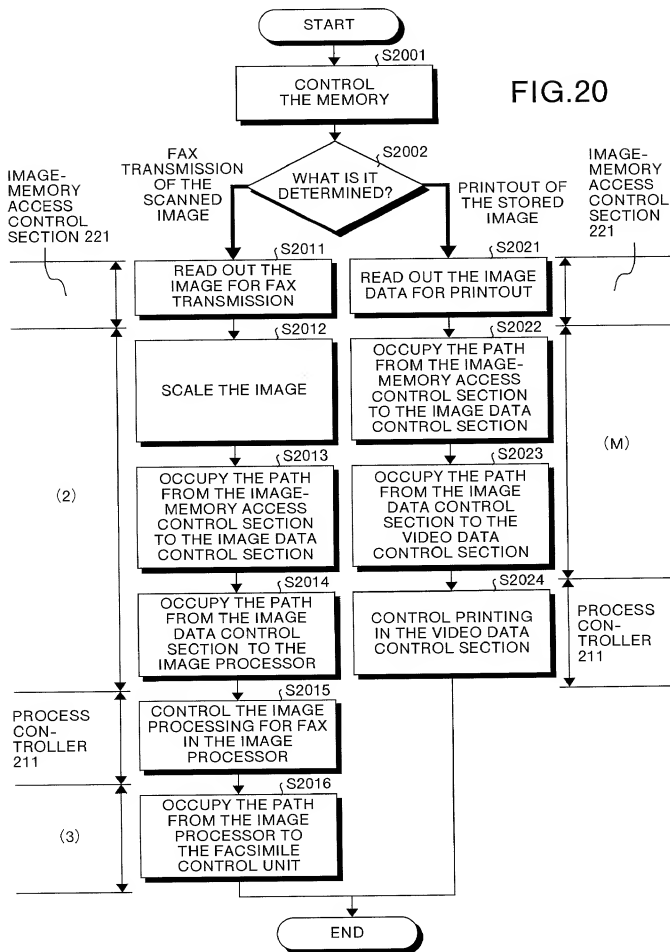 START
S2001
CONTROL
THE MEMORY
FIG.20
S2002
WHAT IS IT
DETERMINED?
FAX
TRANSMISSION
OF THE
SCANNED
IMAGE
PRINTOUT OF
THE STORED
IMAGE
IMAGE-
MEMORY
ACCESS
CONTROL
SECTION 221
IMAGE-
MEMORY
ACCESS
CONTROL
SECTION
221
S2011
READ OUT THE
IMAGE FOR FAX
TRANSMISSION
S2021
READ OUT THE IMAGE
DATA FOR PRINTOUT
S2012
SCALE THE IMAGE
S2022
OCCUPY THE PATH
FROM THE IMAGE-
MEMORY ACCESS
CONTROL SECTION
TO THE IMAGE DATA
CONTROL SECTION
(2)
(M)
S2013
OCCUPY THE PATH
FROM THE IMAGE-
MEMORY ACCESS
CONTROL SECTION
TO THE IMAGE DATA
CONTROL SECTION
S2023
OCCUPY THE PATH
FROM THE IMAGE
DATA CONTROL
SECTION TO THE
VIDEO DATA
CONTROL SECTION
S2014
OCCUPY THE PATH
FROM THE IMAGE
DATA CONTROL
SECTION TO THE
IMAGE PROCESSOR
S2024
CONTROL PRINTING
IN THE VIDEO DATA
CONTROL SECTION
PROCESS
CON-
TROLLER
211
PROCESS
CON-
TROLLER
211
S2015
CONTROL THE IMAGE
PROCESSING FOR FAX
IN THE IMAGE
PROCESSOR
(3)
S2016
OCCUPY THE PATH
FROM THE IMAGE
PROCESSOR TO
THE FACSIMILE
CONTROL UNIT
END